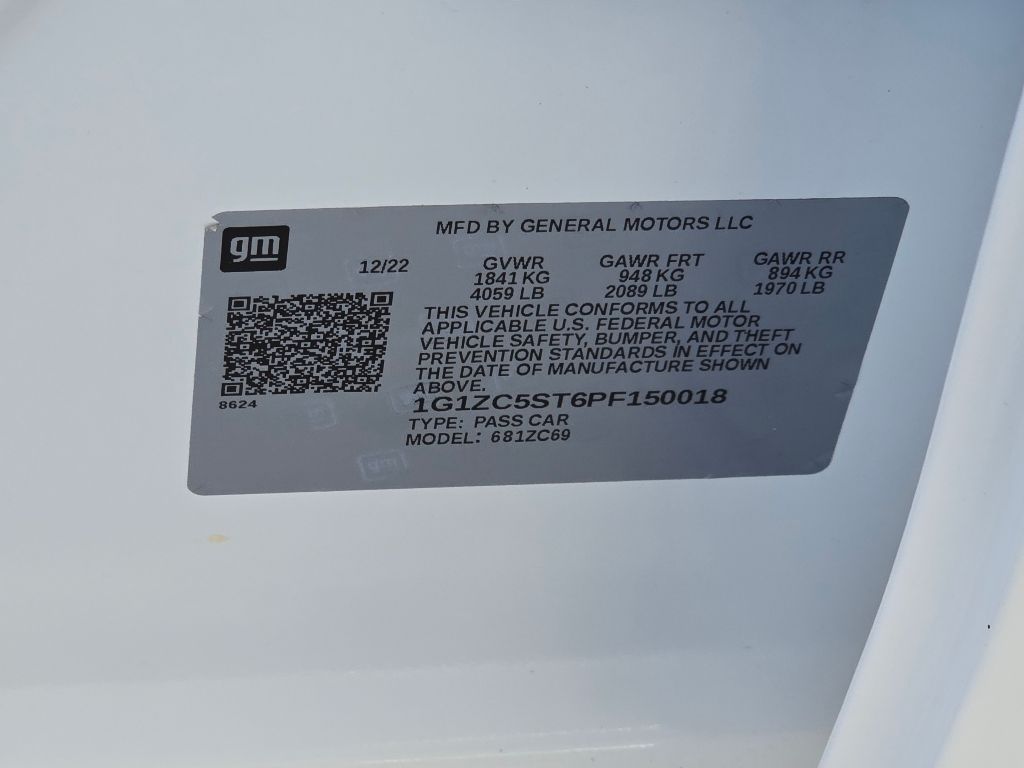 MFD BY GENERAL MOTORS LLC
gm
12/22
GVWR GAWR FRT GAWR RR
1841 KG 948 KG 894 KG
4059 LB 2089 LB 1970 LB
THIS VEHICLE CONFORMS TO ALL
APPLICABLE U.S. FEDERAL MOTOR
VEHICLE SAFETY, BUMPER, AND THEFT
PREVENTION STANDARDS IN EFFECT ON
THE DATE OF MANUFACTURE SHOWN
ABOVE.
8624
1G1ZC5ST6PF150018
TYPE: PASS CAR
MODEL: 681ZC69